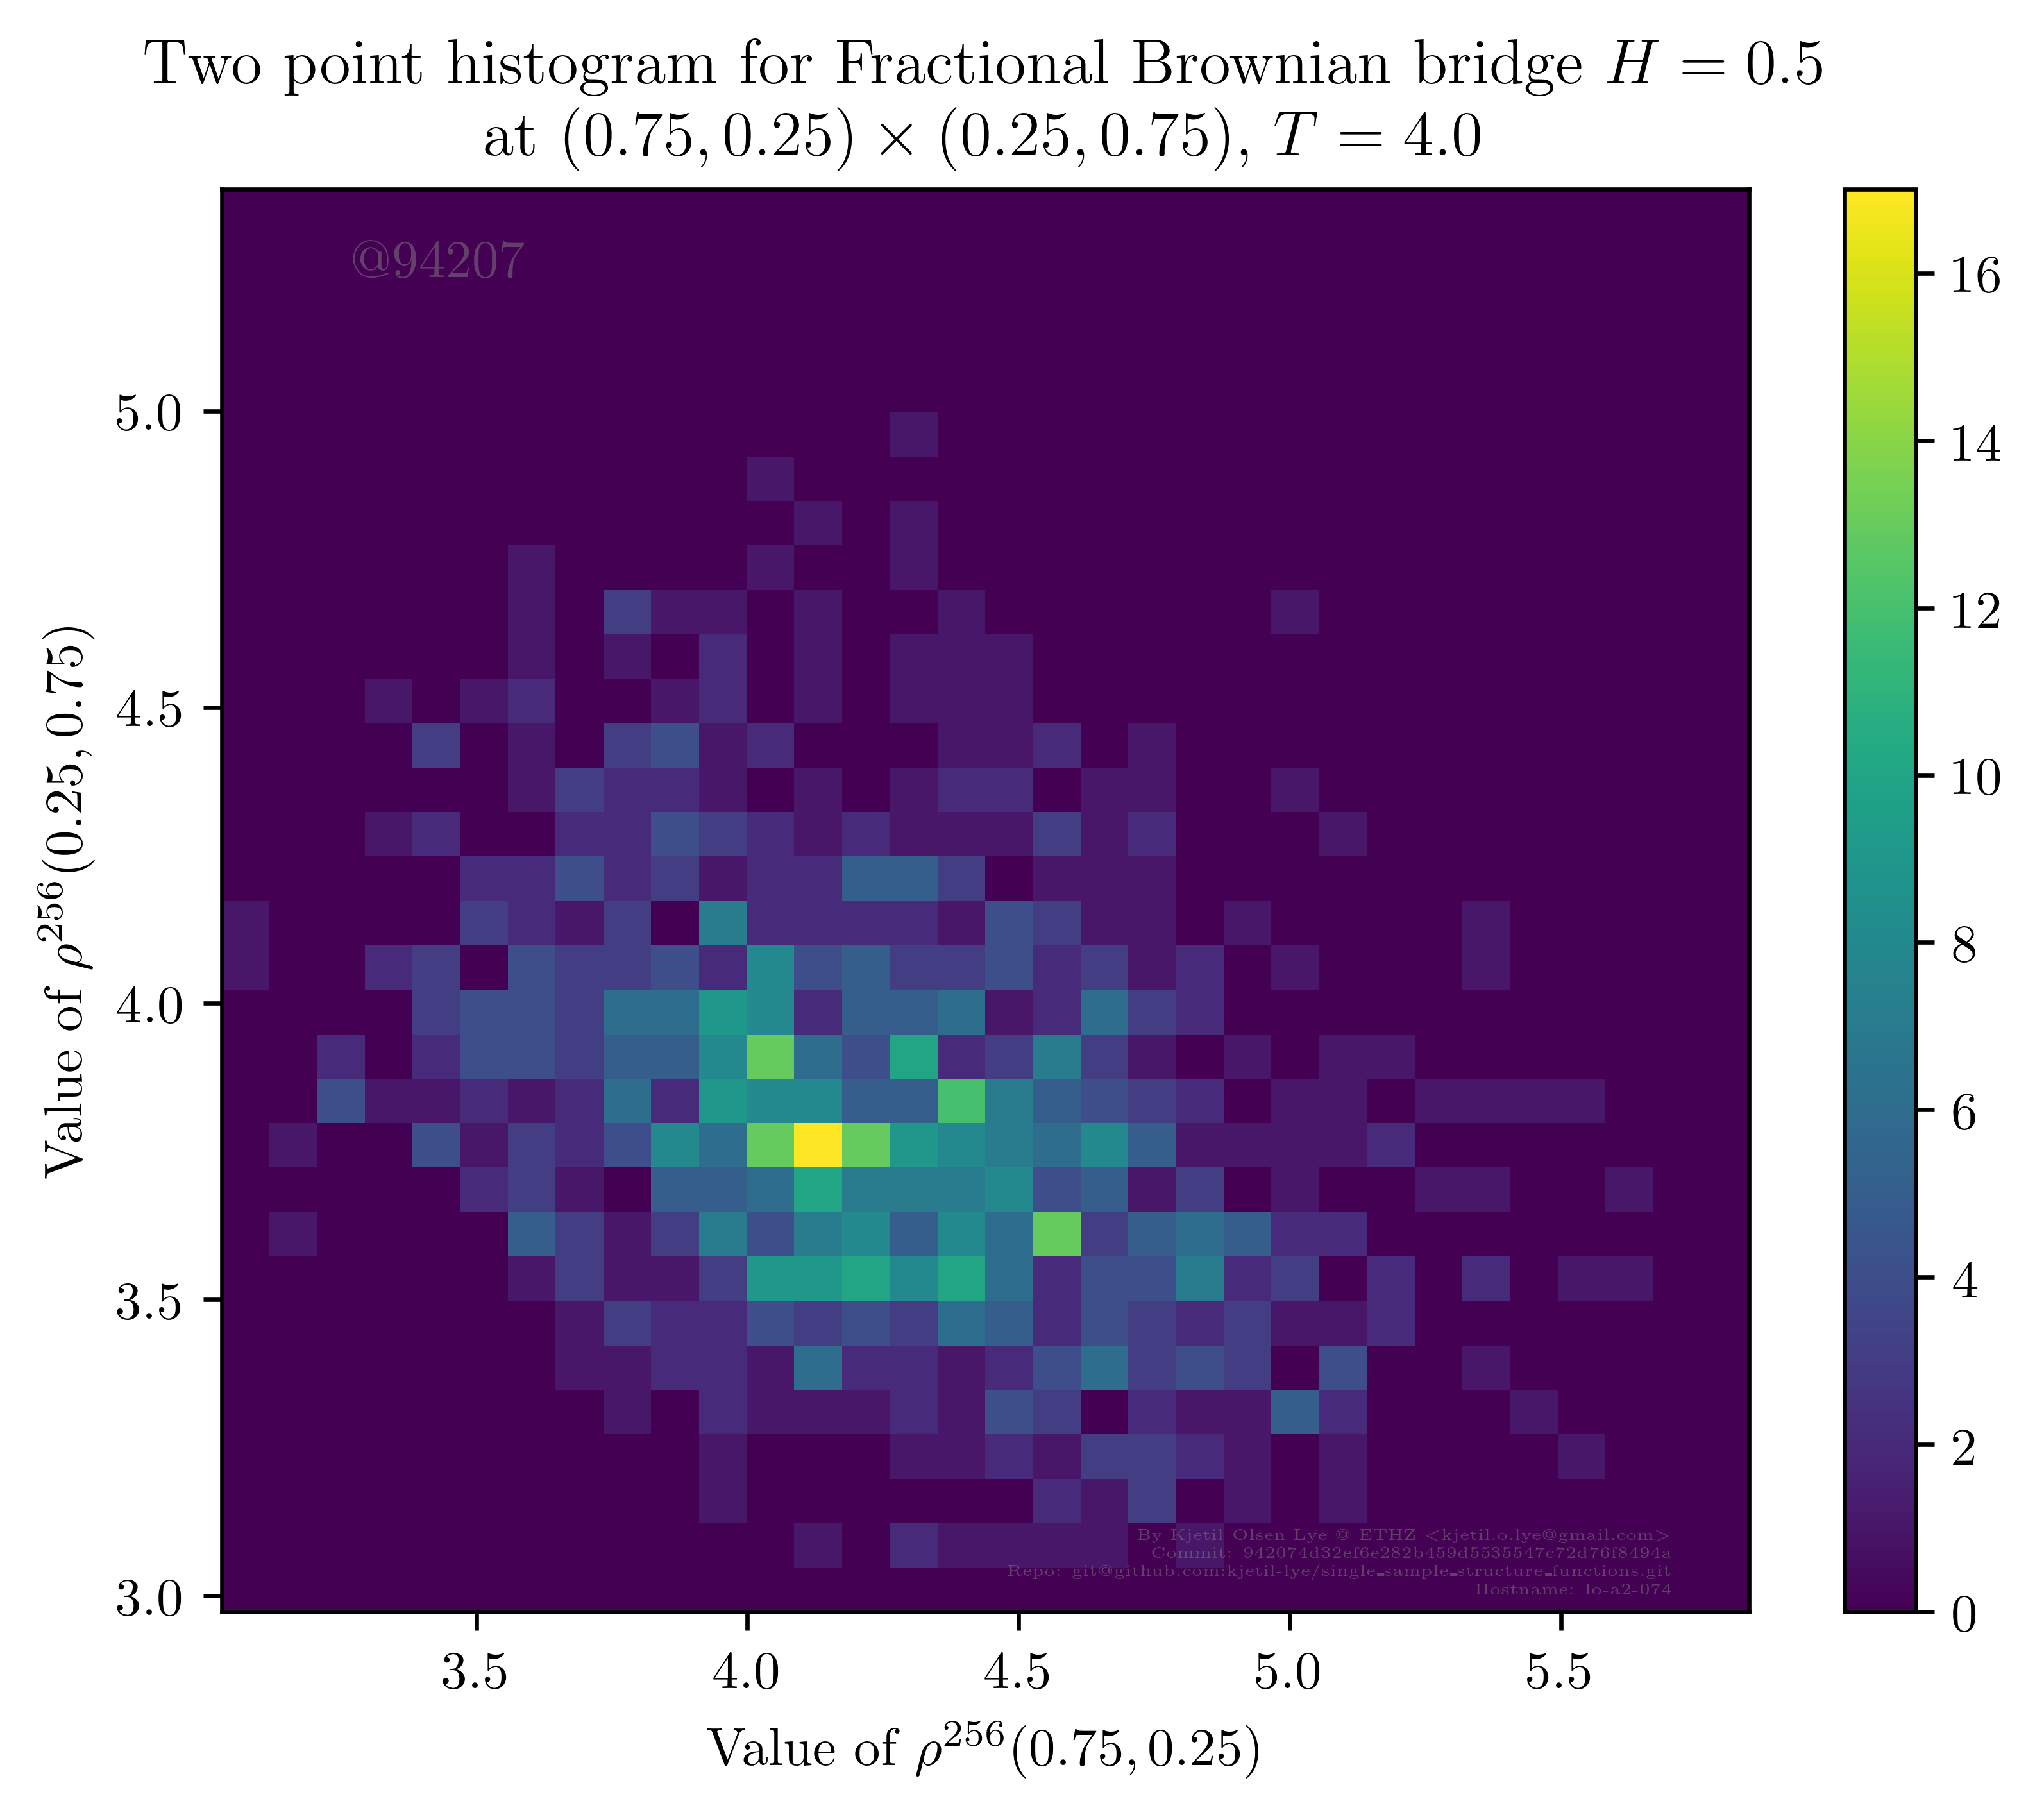 Two point histogram for Fractional Brownian bridge H = 0.5
at (0.75, 0.25) × (0.25, 0.75), T = 4.0
@94207
5.0
4.5
4.0
3.5
3.0
Value of ρ²⁵⁶(0.25, 0.75)
16
14
12
10
8
6
4
2
0
By Kjetil Olsen Lye @ ETHZ <kjetil.o.lye@gmail.com>
Commit: 942074d32ef6e282b459d5535547c72d76f8494a
Repo: git@github.com:kjetil-lye/single_sample_structure_functions.git
Hostname: lo-a2-074
3.5 4.0 4.5 5.0 5.5
Value of ρ²⁵⁶(0.75, 0.25)